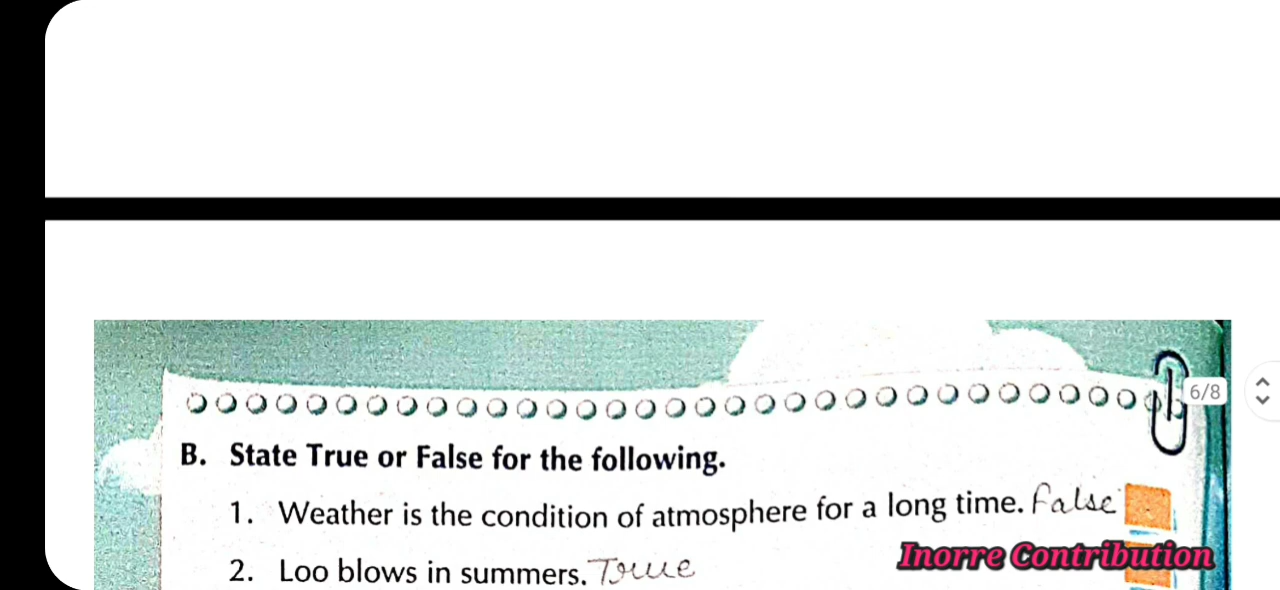 6/8
B. State True or False for the following.
1. Weather is the condition of atmosphere for a long time. False
2. Loo blows in summers. True
Inorre Contribution